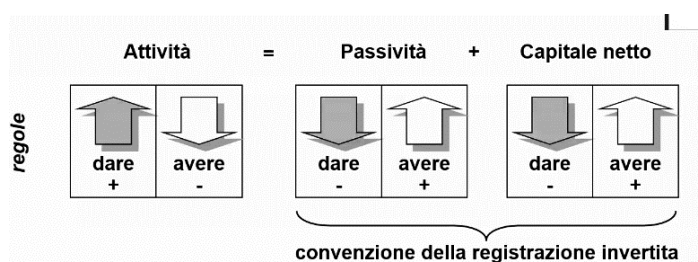 Attività = Passività + Capitale netto
regole
dare avere dare avere dare avere
+ - - + - +
convenzione della registrazione invertita